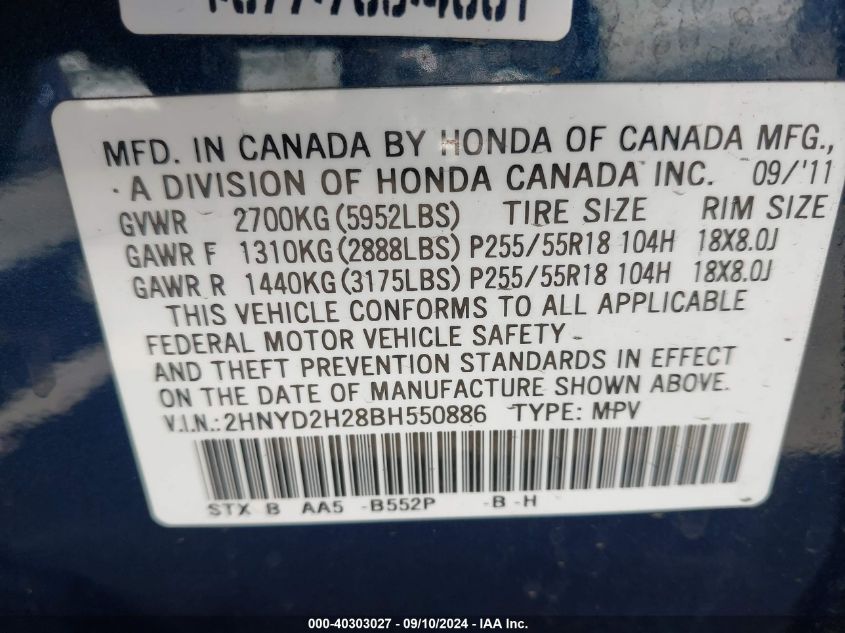 MFD. IN CANADA BY HONDA OF CANADA MFG.,
A DIVISION OF HONDA CANADA INC. 09/'11
GVWR 2700KG (5952LBS) TIRE SIZE RIM SIZE
GAWR F 1310KG (2888LBS) P255/55R18 104H 18X8.0J
GAWR R 1440KG (3175LBS) P255/55R18 104H 18X8.0J
THIS VEHICLE CONFORMS TO ALL APPLICABLE
FEDERAL MOTOR VEHICLE SAFETY
AND THEFT PREVENTION STANDARDS IN EFFECT
ON THE DATE OF MANUFACTURE SHOWN ABOVE.
V.I.N.:2HNYD2H28BH550886 TYPE: MPV
STX B AA5 -B552P -B -H
000-40303027 - 09/10/2024 - IAA Inc.